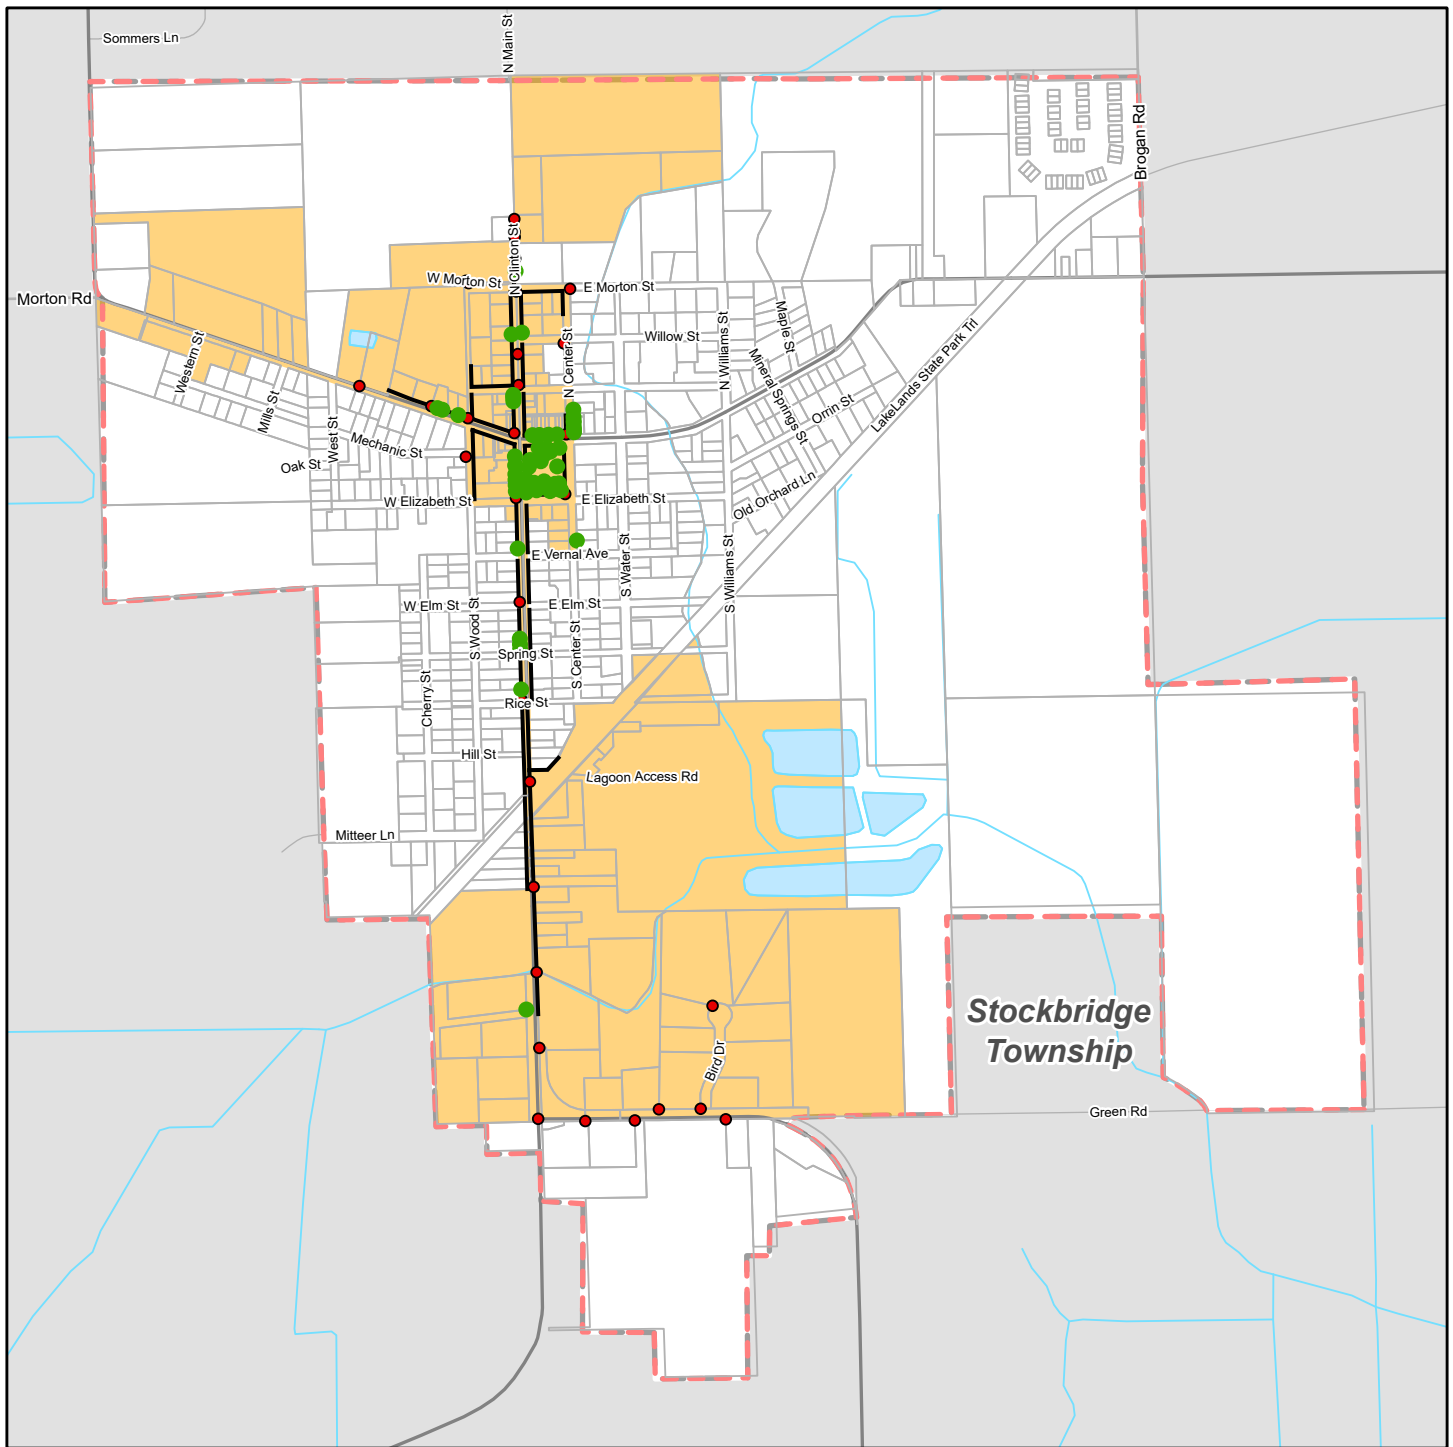 Sommers Ln
N Main St
Brogan Rd
N Clinton St
W Morton St
E Morton St
Morton Rd
Maple St
N Williams St
Willow St
N Center St
Western St
Mineral Springs St
LakeLands State Park Trl
Mills St
Orrin St
West St
Mechanic St
Oak St
Old Orchard Ln
W Elizabeth St
E Elizabeth St
E Vernal Ave
S Water St
S Williams St
W Elm St
E Elm St
S Wood St
S Center St
Spring St
Cherry St
Rice St
Hill St
Lagoon Access Rd
Mitteer Ln
Stockbridge
Township
Bird Dr
Green Rd